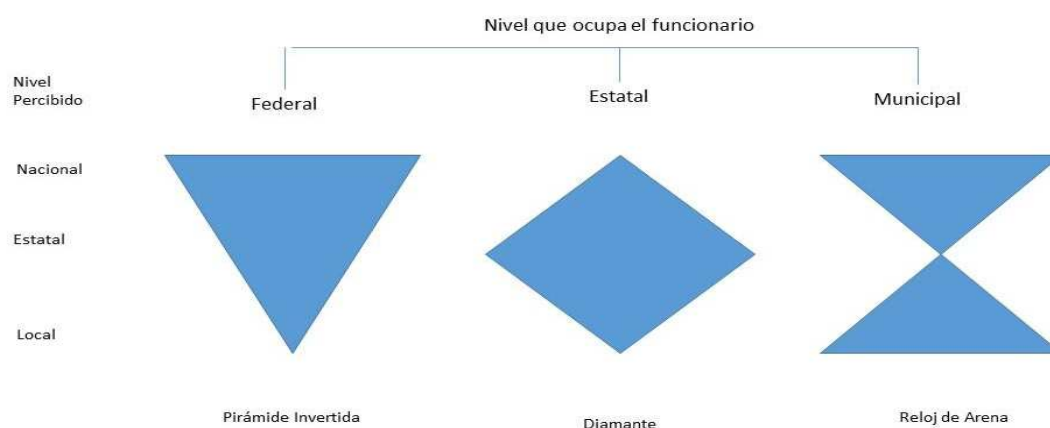 Nivel que ocupa el funcionario
Nivel
Percibido
Federal
Estatal
Municipal
Nacional
Estatal
Local
Pirámide Invertida
Diamante
Reloj de Arena